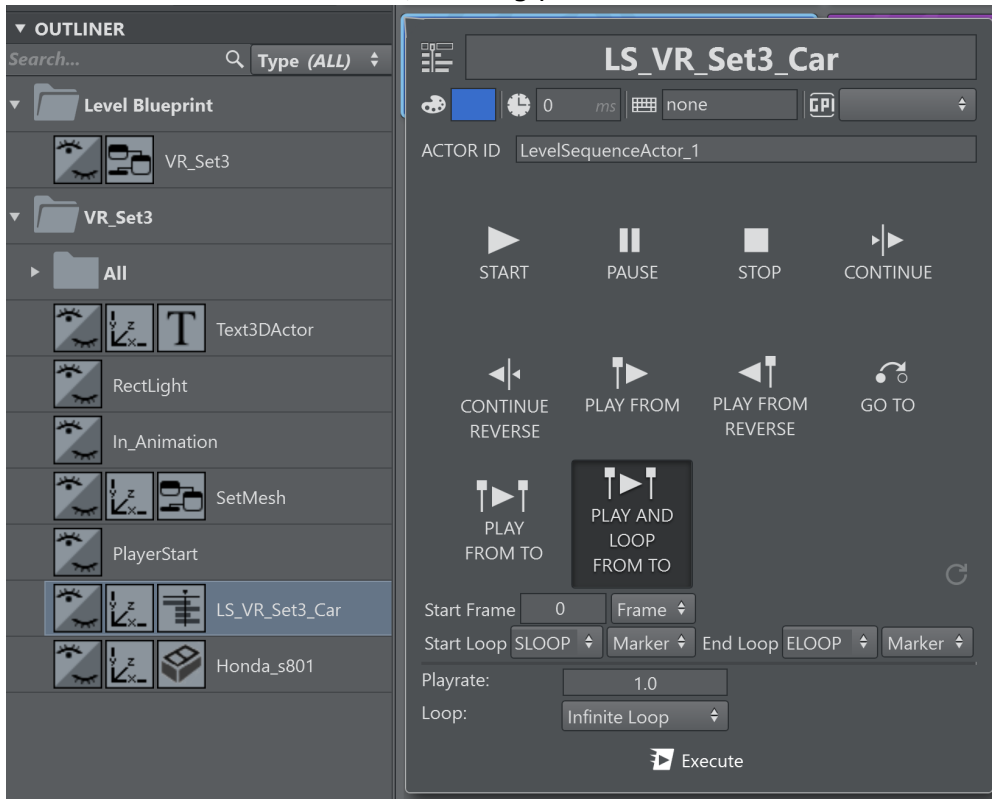 OUTLINER
Search...
Type (ALL)
Level Blueprint
VR_Set3
VR_Set3
All
Text3DActor
RectLight
In_Animation
SetMesh
PlayerStart
LS_VR_Set3_Car
Honda_s801
LS_VR_Set3_Car
0 ms none GPI
ACTOR ID LevelSequenceActor_1
START PAUSE STOP CONTINUE
CONTINUE REVERSE
PLAY FROM
PLAY FROM REVERSE
GO TO
PLAY
FROM TO
PLAY AND
LOOP
FROM TO
Start Frame 0 Frame
Start Loop SLOOP Marker End Loop ELOOP Marker
Playrate: 1.0
Loop: Infinite Loop
Execute